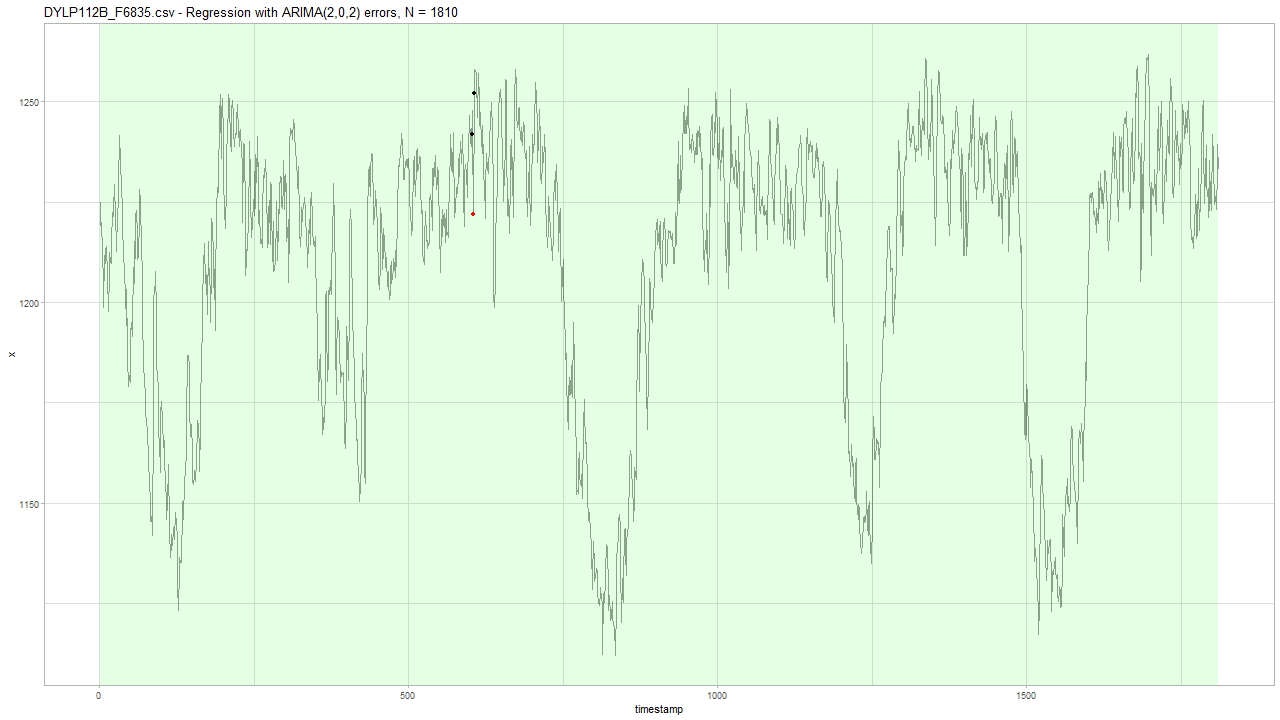 DYLP112B_F6835.csv - Regression with ARIMA(2,0,2) errors, N = 1810
1250
1200
1150
x
0 500 1000 1500
timestamp